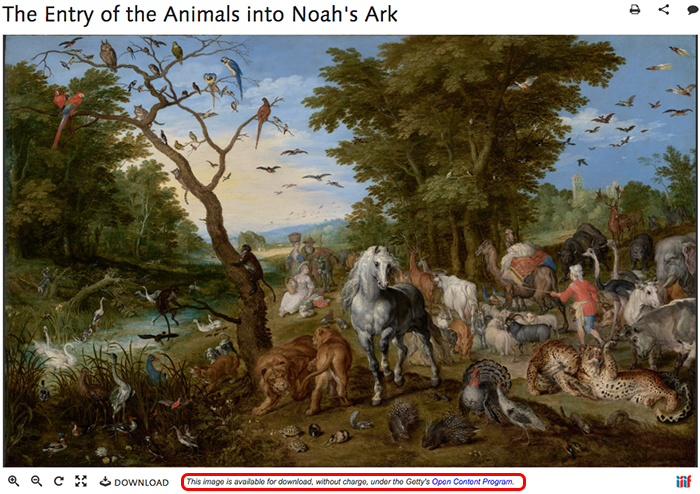 The Entry of the Animals into Noah's Ark
DOWNLOAD
This image is available for download, without charge, under the Getty's Open Content Program.
iiif